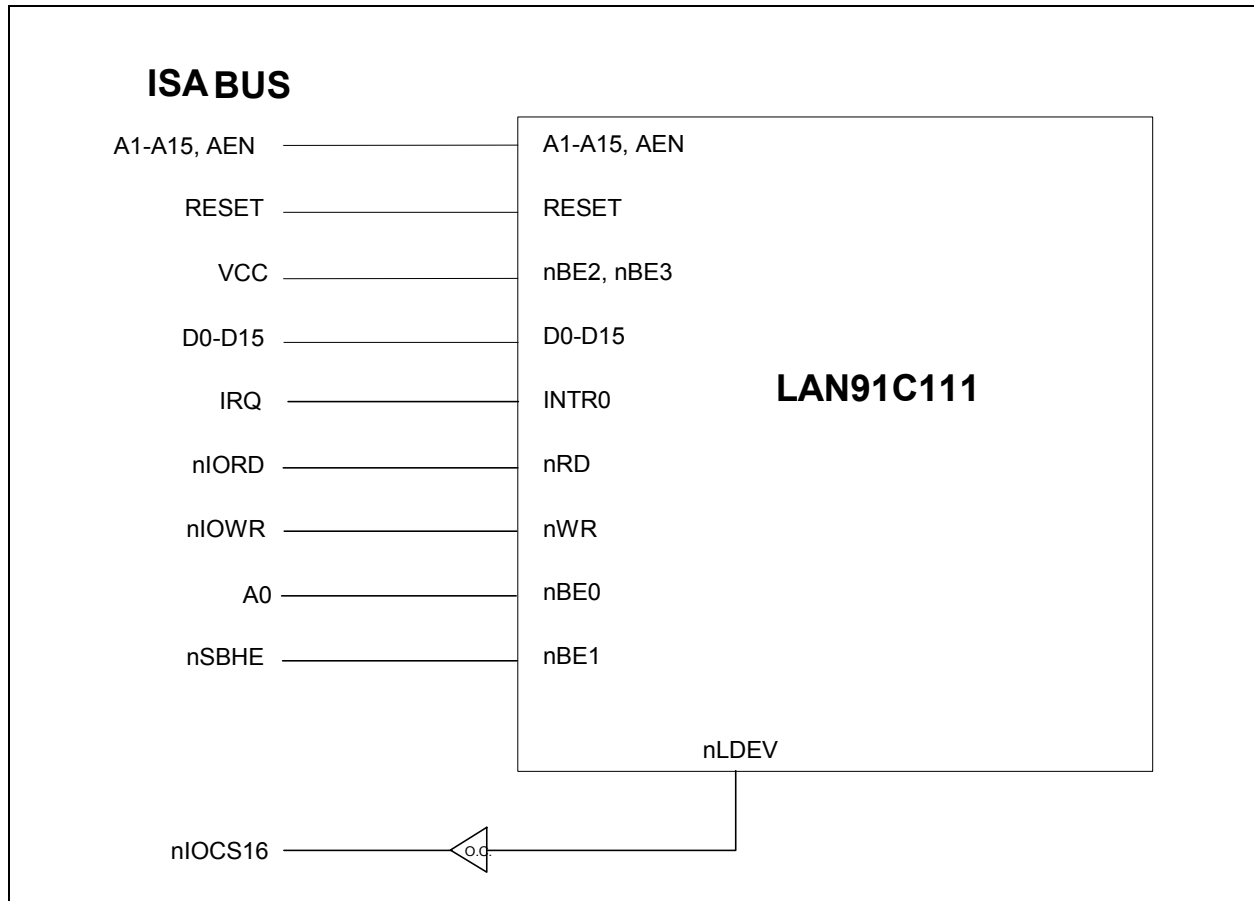 ISA BUS
A1-A15, AEN A1-A15, AEN
RESET RESET
VCC nBE2, nBE3
D0-D15 D0-D15
LAN91C111
IRQ INTR0
nIORD nRD
nIOWR nWR
A0 nBE0
nSBHE nBE1
nLDEV
nIOCS16 O.C.